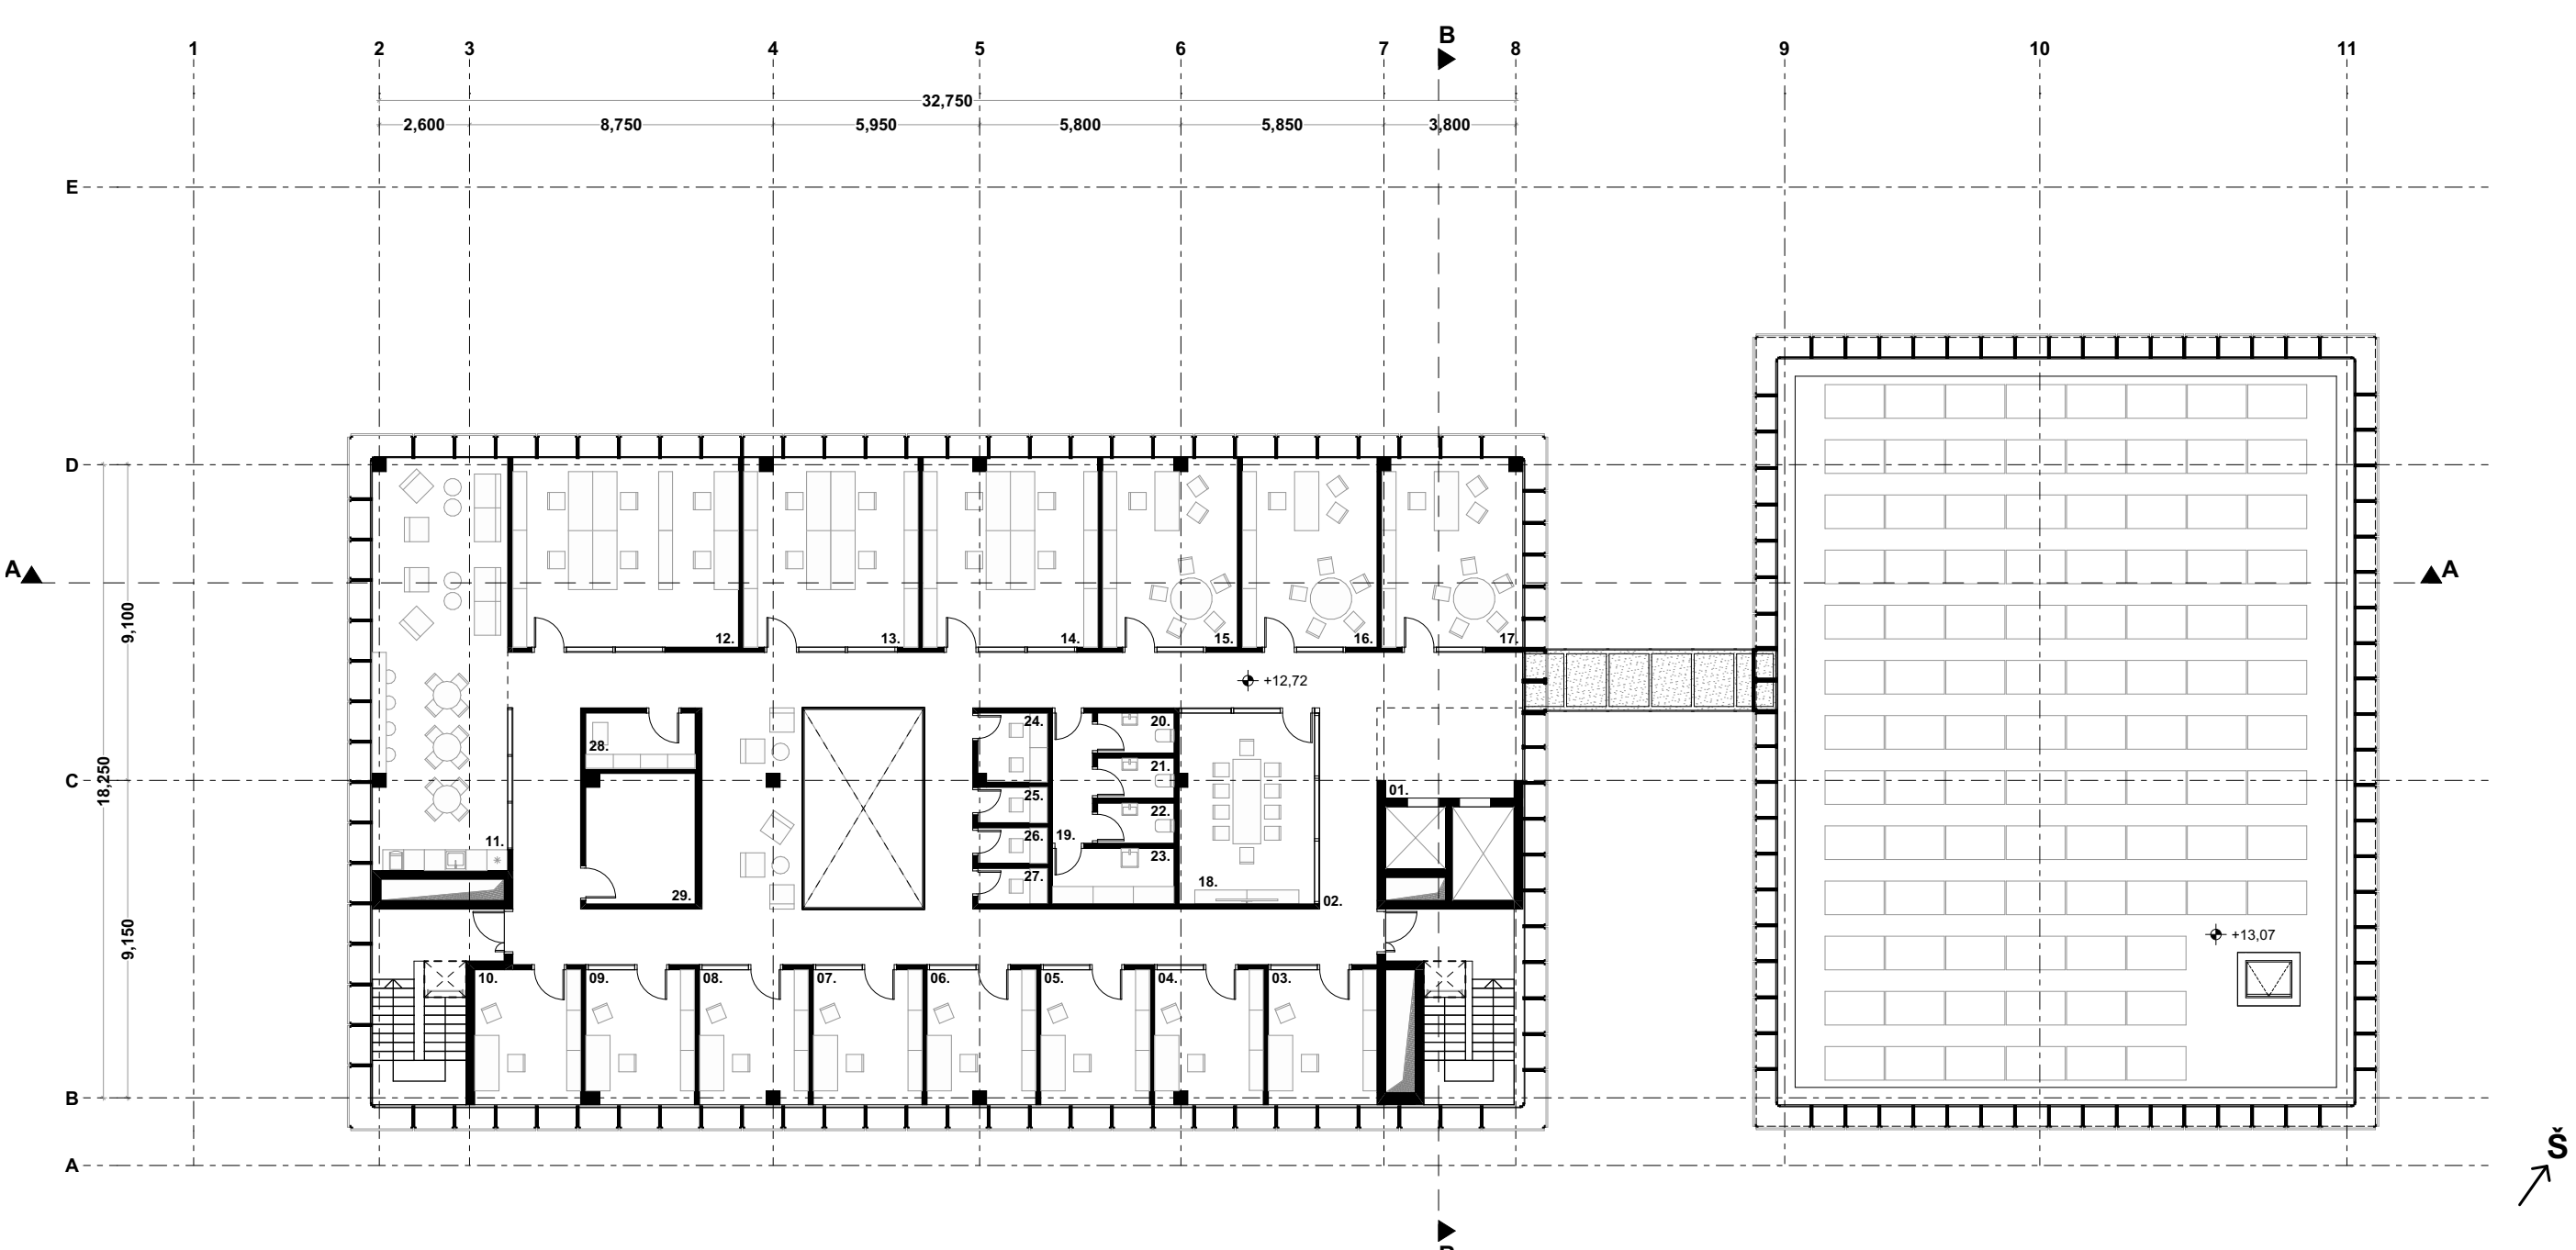 B
1 2 3 4 5 6 7 8 9 10 11
32,750
2,600 8,750 5,950 5,800 5,850 3,800
E
D
A A
12. 13. 14. 15. 16. 17.
9,100
+12,72
24. 20.
28.
21.
C
18,250
01.
25.
26. 19.
11.
22.
23.
27.
18.
29.
02.
+13,07
9,150
10. 09. 08. 07. 06. 05. 04. 03.
B
A
Š
B